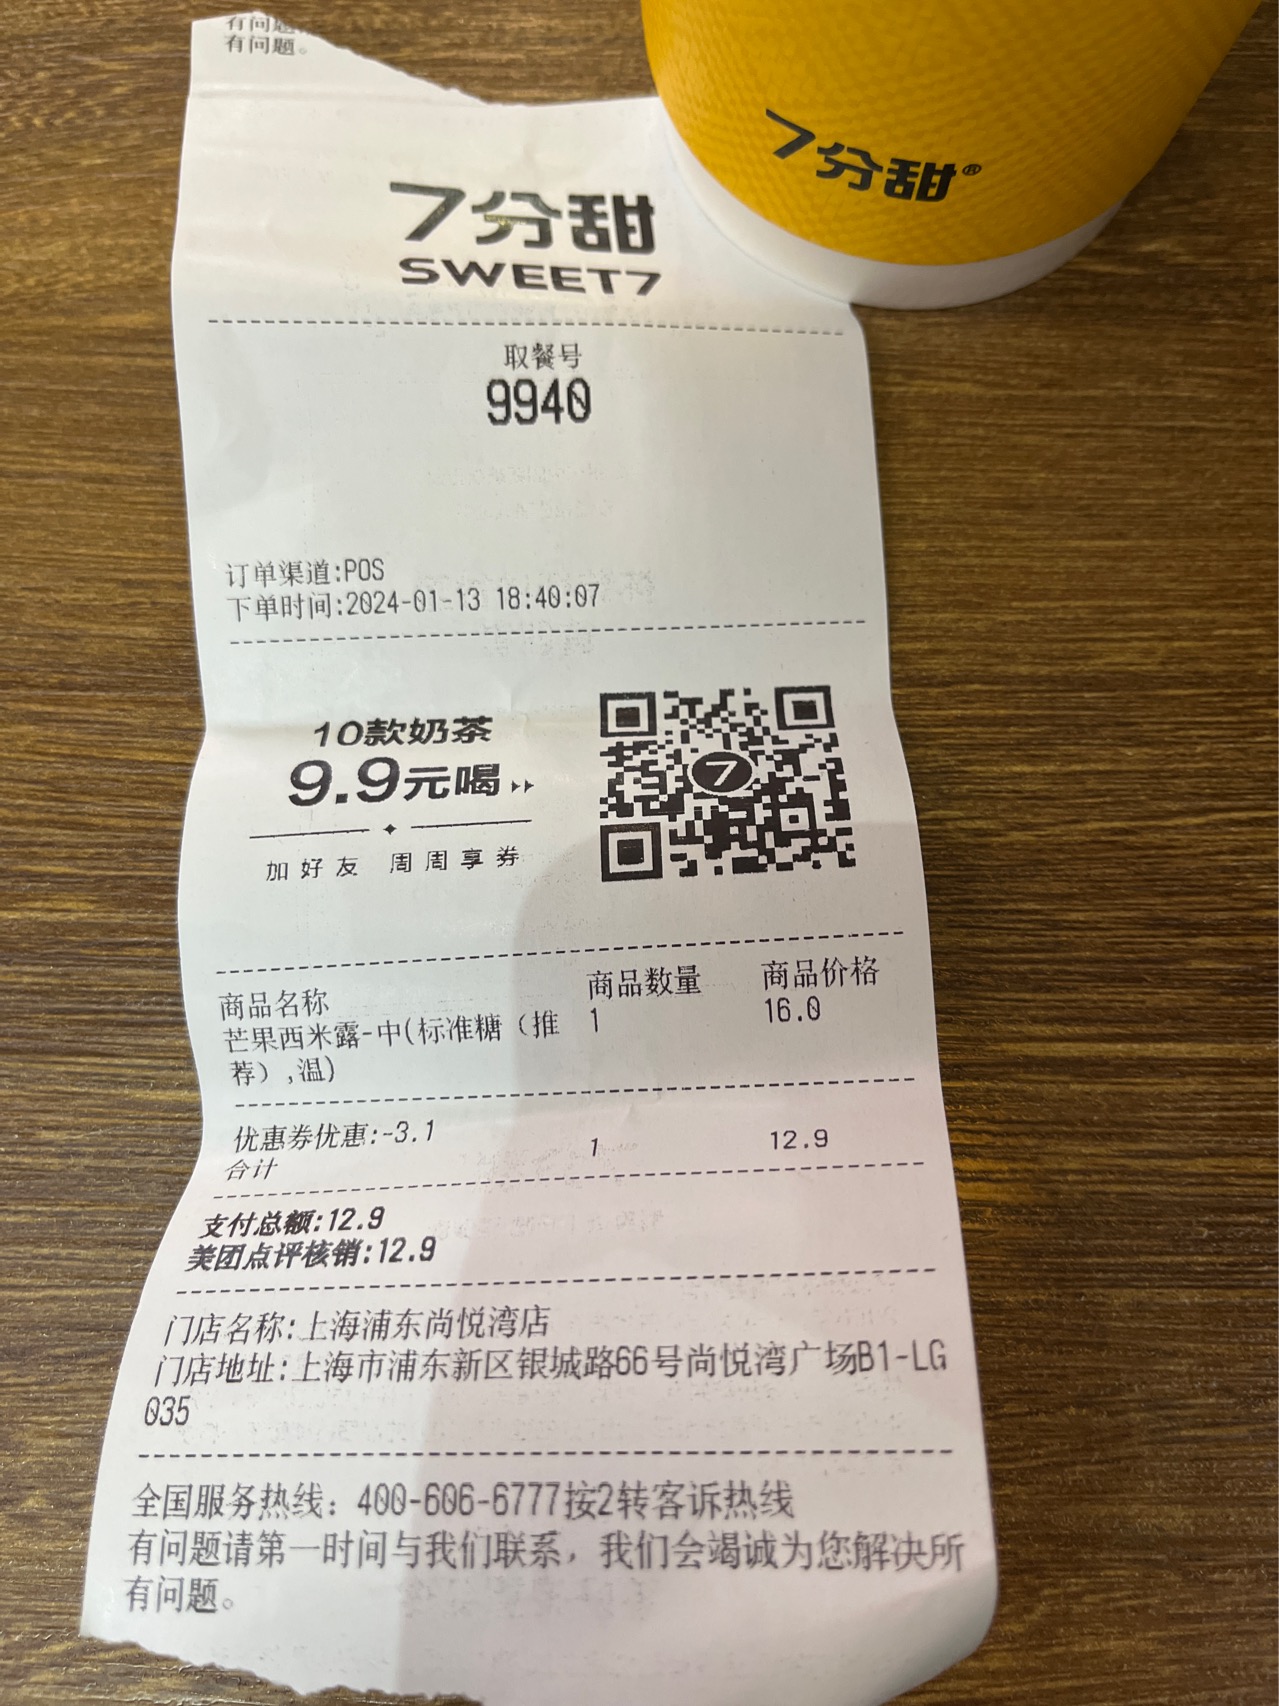 有问题。
7分甜®
7分甜
SWEET7
取餐号
9940
订单渠道:POS
下单时间:2024-01-13 18:40:07
10款奶茶
9.9元喝
加好友 周周享券
7
商品名称 商品数量 商品价格
芒果西米露-中(标准糖（推 1 16.0
荐）,温)
优惠券优惠:-3.1
合计 1 12.9
支付总额:12.9
美团点评核销:12.9
门店名称:上海浦东尚悦湾店
门店地址:上海市浦东新区银城路66号尚悦湾广场B1-LG
035
全国服务热线：400-606-6777按2转客诉热线
有问题请第一时间与我们联系，我们会竭诚为您解决所
有问题。